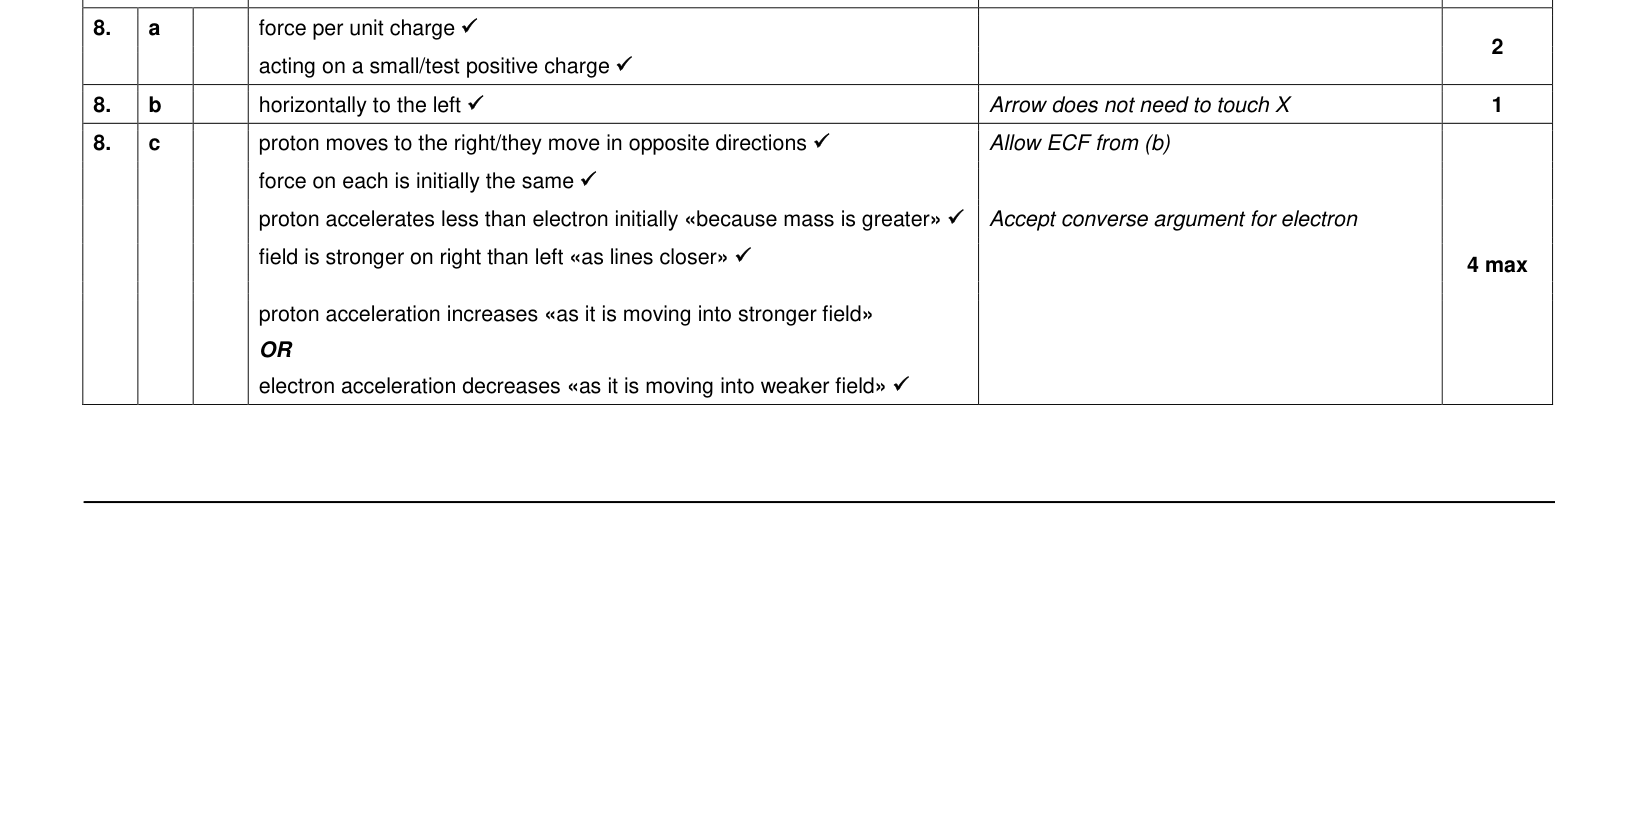 8. a force per unit charge ✓
acting on a small/test positive charge ✓
2
8. b horizontally to the left ✓ Arrow does not need to touch X 1
8. c proton moves to the right/they move in opposite directions ✓ Allow ECF from (b)
force on each is initially the same ✓
proton accelerates less than electron initially «because mass is greater» ✓ Accept converse argument for electron
field is stronger on right than left «as lines closer» ✓
4 max
proton acceleration increases «as it is moving into stronger field»
OR
electron acceleration decreases «as it is moving into weaker field» ✓